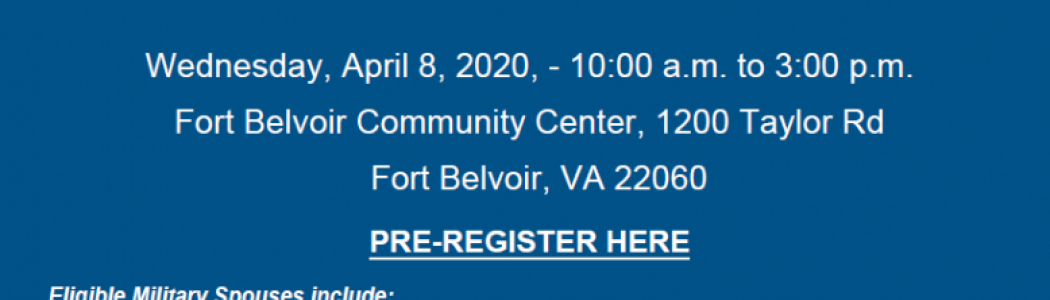 Wednesday, April 8, 2020, - 10:00 a.m. to 3:00 p.m.
Fort Belvoir Community Center, 1200 Taylor Rd
Fort Belvoir, VA 22060
PRE-REGISTER HERE
Eligible Military Spouses include: